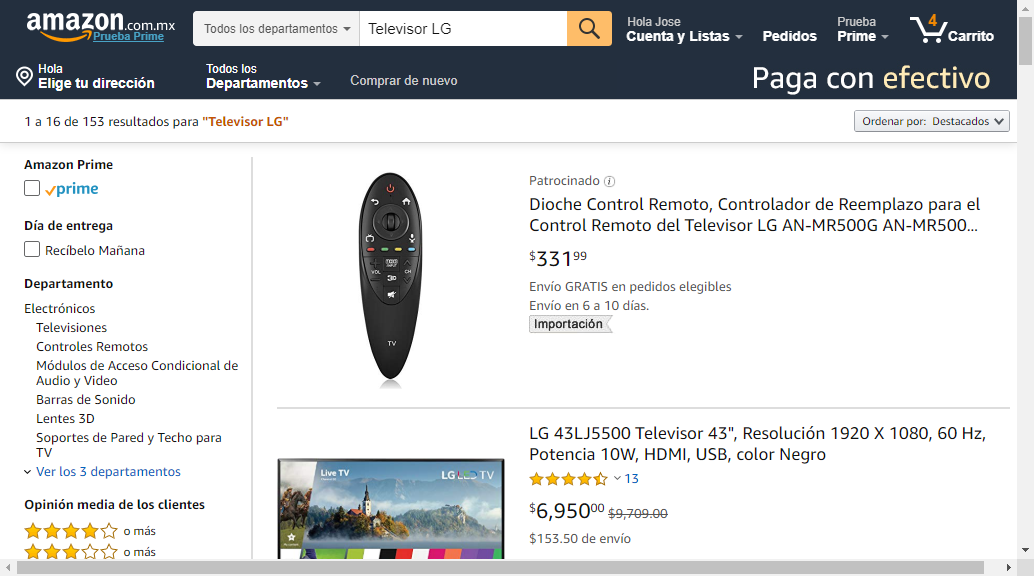 amazon.com.mx
Prueba Prime
Todos los departamentos
Televisor LG
Hola Jose
Cuenta y Listas
Pedidos
Prueba
Prime
4
Carrito
Hola
Elige tu dirección
Todos los
Departamentos
Comprar de nuevo
Paga con efectivo
1 a 16 de 153 resultados para "Televisor LG"
Ordenar por: Destacados
Amazon Prime
prime
Día de entrega
Recíbelo Mañana
Departamento
Electrónicos
Televisiones
Controles Remotos
Módulos de Acceso Condicional de
Audio y Video
Barras de Sonido
Lentes 3D
Soportes de Pared y Techo para
TV
Ver los 3 departamentos
Opinión media de los clientes
o más
o más
VOL
CH
3D
TV
Patrocinado
Dioche Control Remoto, Controlador de Reemplazo para el
Control Remoto del Televisor LG AN-MR500G AN-MR500...
$33199
Envío GRATIS en pedidos elegibles
Envío en 6 a 10 días.
Importación
Live TV
LG LED TV
LG 43LJ5500 Televisor 43", Resolución 1920 X 1080, 60 Hz,
Potencia 10W, HDMI, USB, color Negro
13
$6,95000 $9,709.00
$153.50 de envío